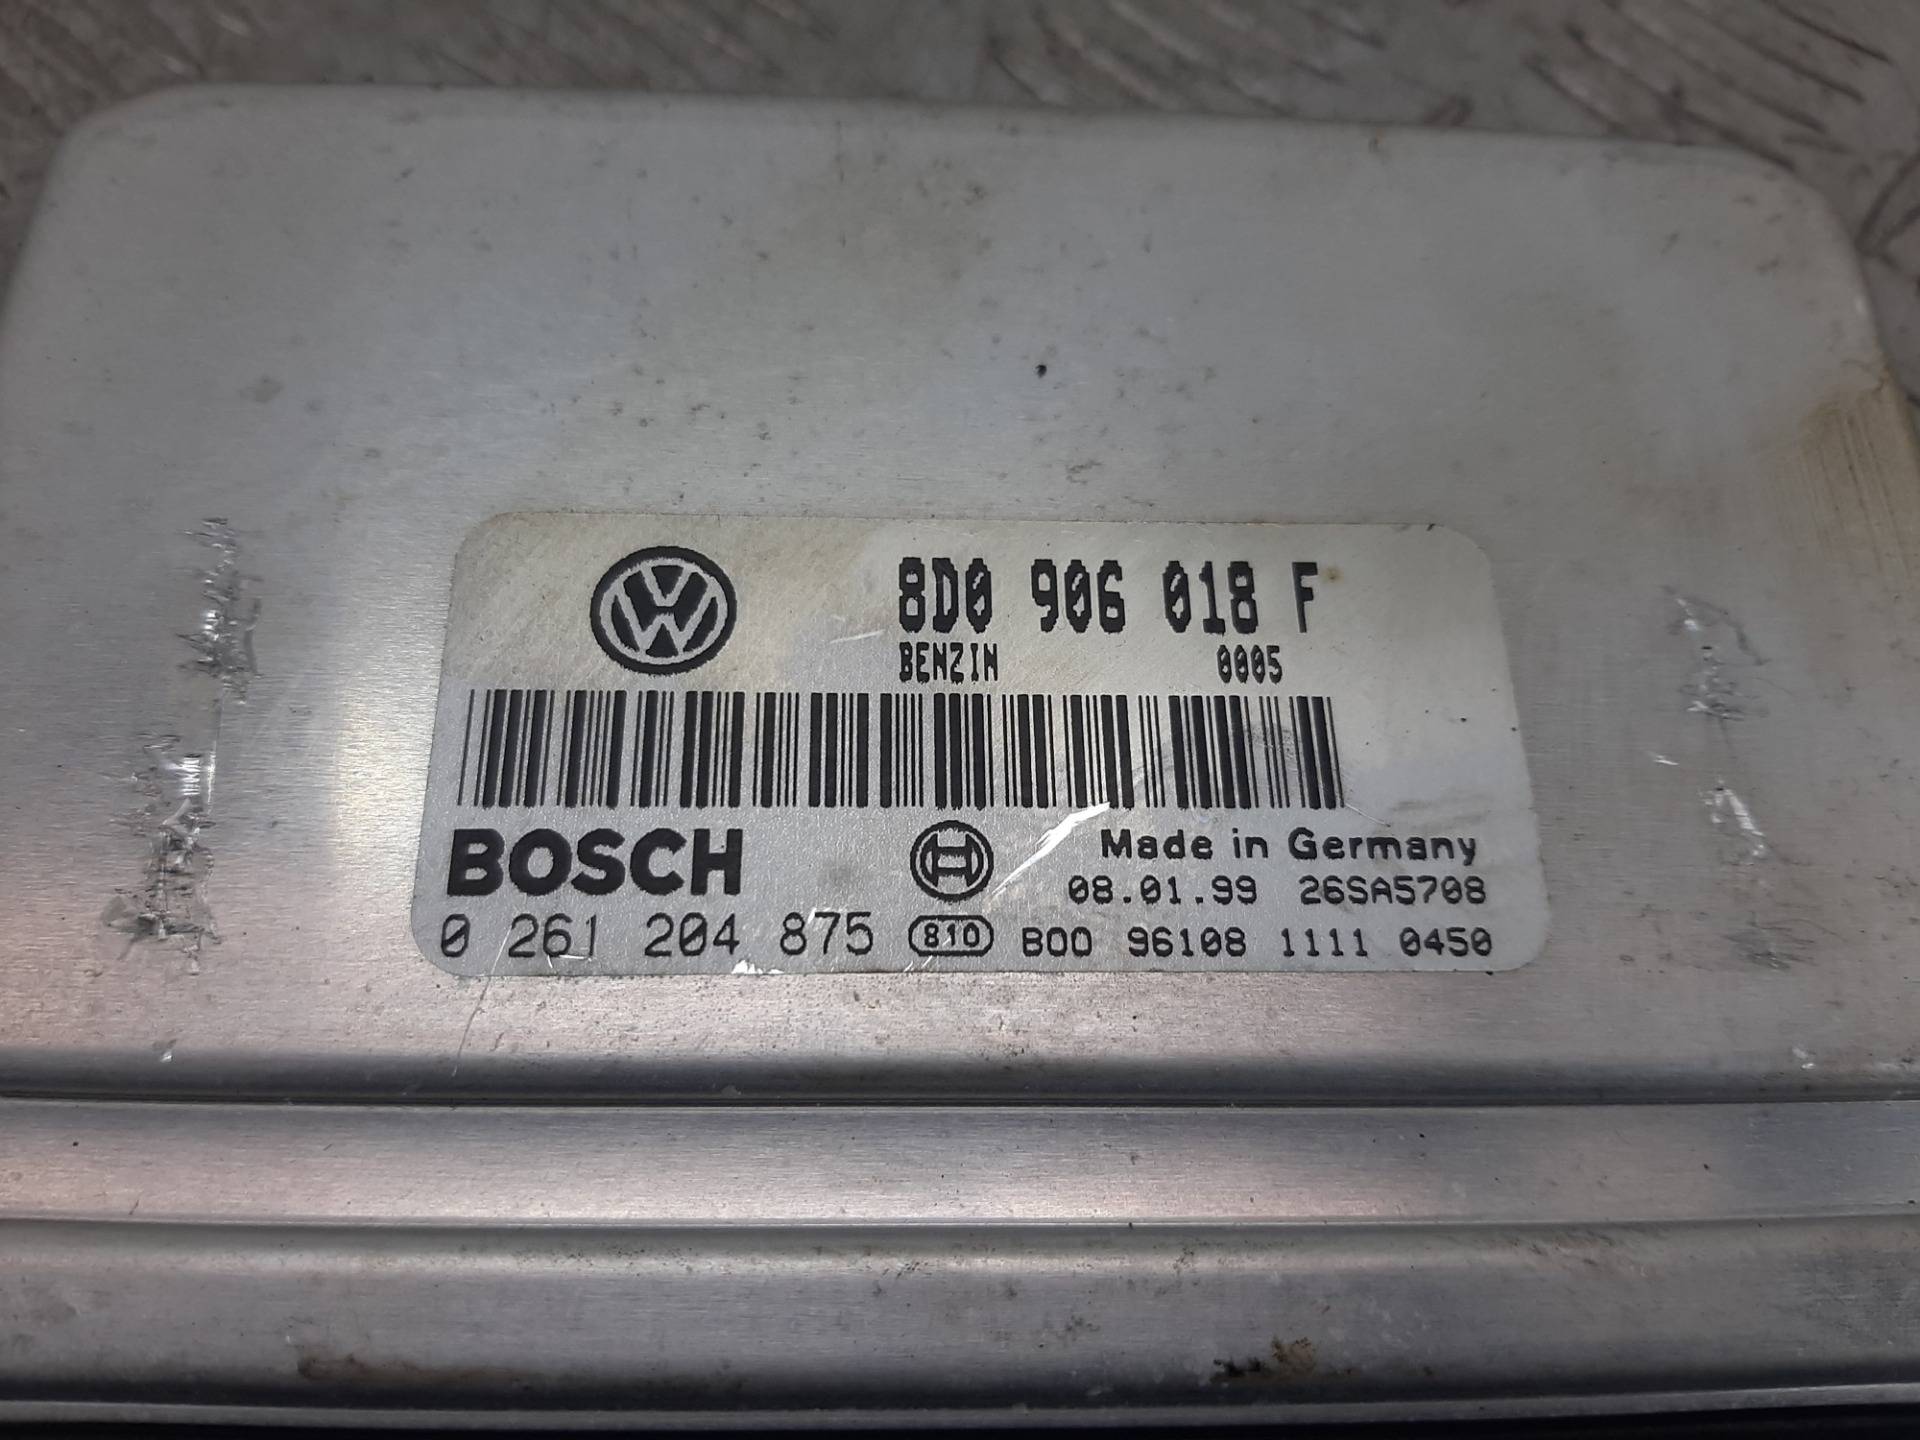 8D0 906 018 F
BENZIN 0005
BOSCH Made in Germany
08.01.99 26SA5708
0 261 204 875 810 B00 96108 1111 0450